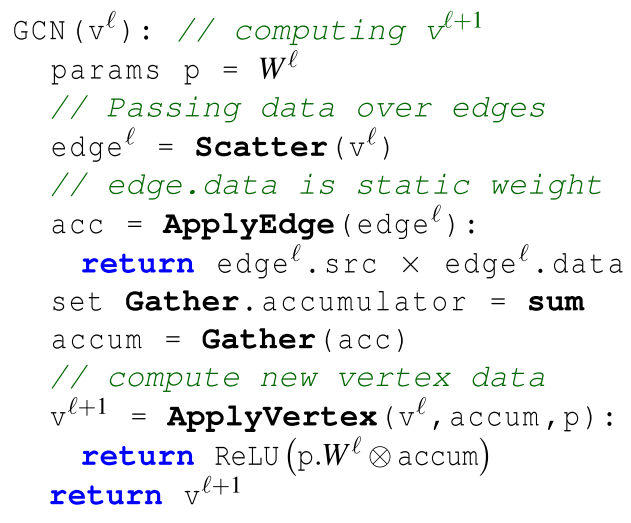 GCN(vℓ): // computing vℓ+1
params p = Wℓ
// Passing data over edges
edgeℓ = Scatter(vℓ)
// edge.data is static weight
acc = ApplyEdge(edgeℓ):
return edgeℓ.src × edgeℓ.data
set Gather.accumulator = sum
accum = Gather(acc)
// compute new vertex data
vℓ+1 = ApplyVertex(vℓ,accum,p):
return ReLU(p.Wℓ⊗accum)
return vℓ+1